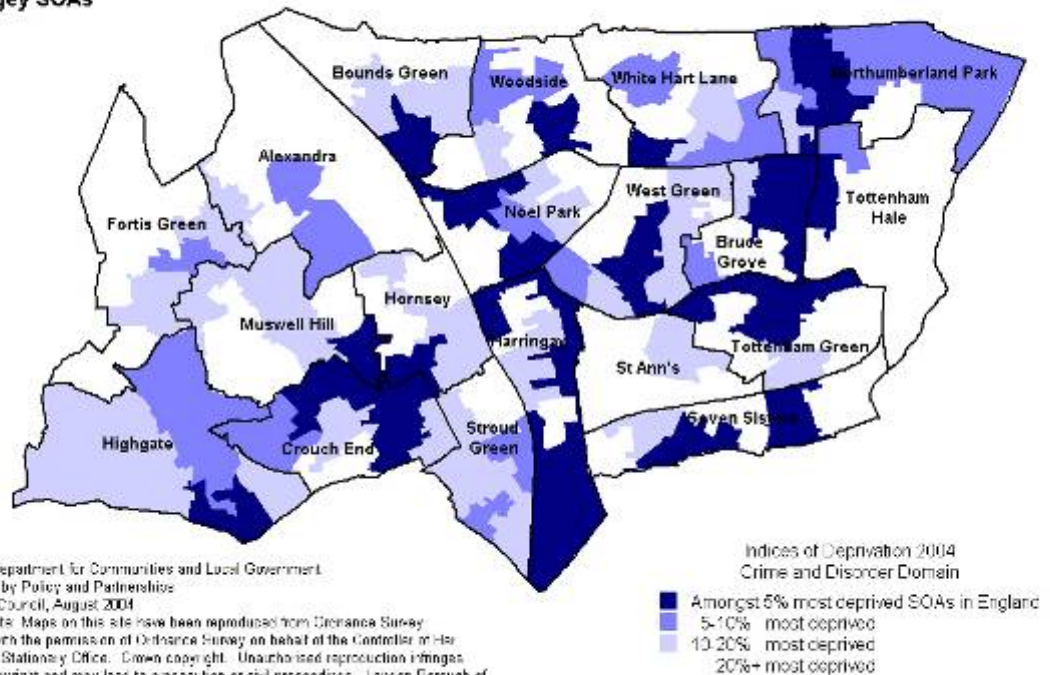 SOAs
Bounds Green
Woodside
White Hart Lane
Northumberland Park
Alexandra
Fortis Green
Noel Park
West Green
Tottenham
Hale
Bruce
Grove
Hornsey
Muswell Hill
Harringay
Tottenham Green
St Ann's
Highgate
Crouch End
Stroud
Green
Seven Sisters
Indices of Deprivation 2004
Crime and Disorder Domain
Amongst 5% most deprived SOAs in England
5-10% most deprived
10-20% most deprived
20%+ most deprived
Department for Communities and Local Government
by Policy and Partnerships
Council, August 2004
Maps on this site have been reproduced from Ordnance Survey
with the permission of Ordnance Survey on behalf of the Controller of Her
Stationery Office. Crown copyright. Unauthorised reproduction infringes